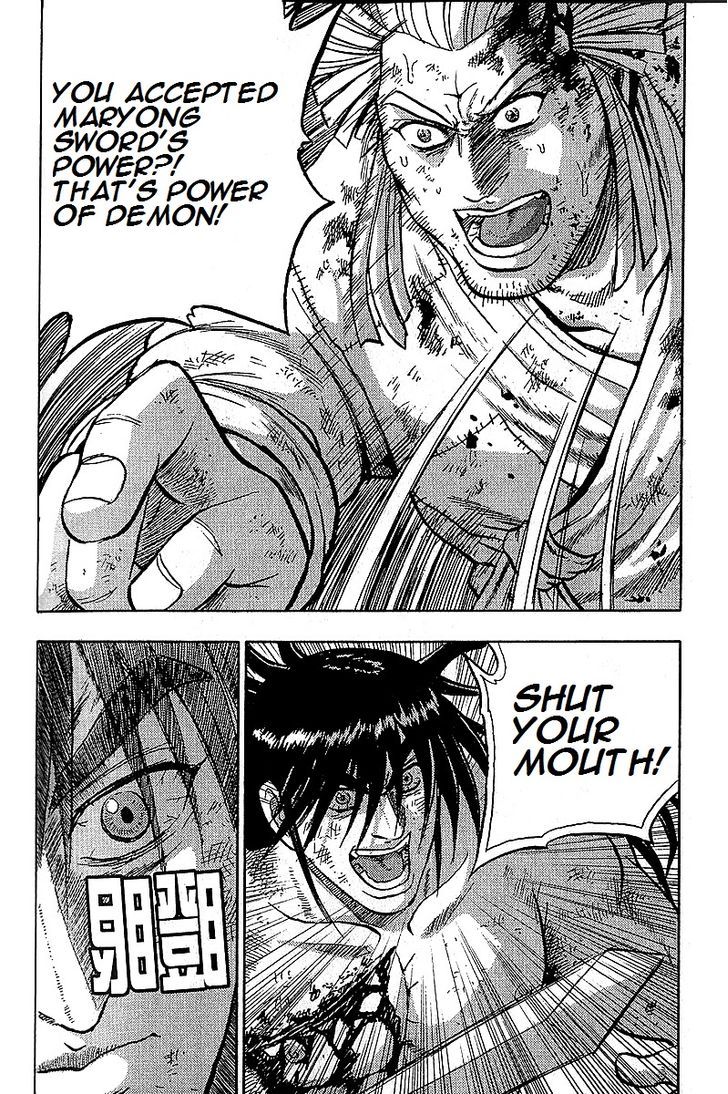 YOU ACCEPTED
MARYONG
SWORD'S
POWER?!
THAT'S POWER
OF DEMON!
SHUT
YOUR
MOUTH!